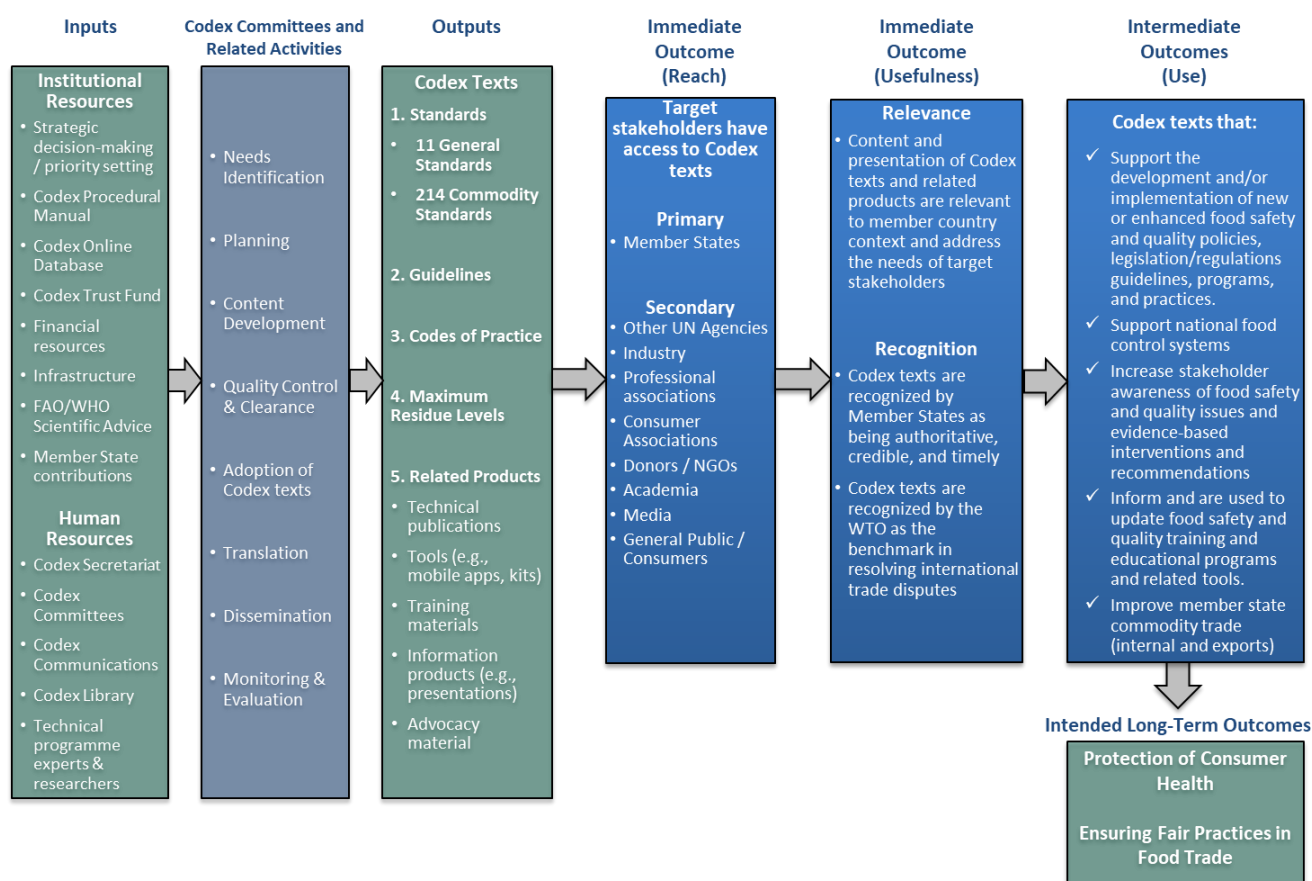 Inputs
Institutional
Resources
• Strategic
decision-making
/ priority setting
• Codex Procedural
Manual
• Codex Online
Database
• Codex Trust Fund
• Financial
resources
• Infrastructure
• FAO/WHO
Scientific Advice
• Member State
contributions
Human
Resources
• Codex Secretariat
• Codex
Committees
• Codex
Communications
• Codex Library
• Technical
programme
experts &
researchers
Codex Committees and
Related Activities
• Needs
Identification
• Planning
• Content
Development
• Quality Control
& Clearance
• Adoption of
Codex texts
• Translation
• Dissemination
• Monitoring &
Evaluation
Outputs
Codex Texts
1. Standards
• 11 General
Standards
• 214 Commodity
Standards
2. Guidelines
3. Codes of Practice
4. Maximum
Residue Levels
5. Related Products
• Technical
publications
• Tools (e.g.,
mobile apps, kits)
• Training
materials
• Information
products (e.g.,
presentations)
• Advocacy
material
Immediate
Outcome
(Reach)
Target
stakeholders have
access to Codex
texts
Primary
• Member States
Secondary
• Other UN Agencies
• Industry
• Professional
associations
• Consumer
Associations
• Donors / NGOs
• Academia
• Media
• General Public /
Consumers
Immediate
Outcome
(Usefulness)
Relevance
• Content and
presentation of Codex
texts and related
products are relevant
to member country
context and address
the needs of target
stakeholders
Recognition
• Codex texts are
recognized by
Member States as
being authoritative,
credible, and timely
• Codex texts are
recognized by the
WTO as the
benchmark in
resolving international
trade disputes
Intermediate
Outcomes
(Use)
Codex texts that:
✓ Support the
development and/or
implementation of new
or enhanced food safety
and quality policies,
legislation/regulations
guidelines, programs,
and practices.
✓ Support national food
control systems
✓ Increase stakeholder
awareness of food safety
and quality issues and
evidence-based
interventions and
recommendations
✓ Inform and are used to
update food safety and
quality training and
educational programs
and related tools.
✓ Improve member state
commodity trade
(internal and exports)
Intended Long-Term Outcomes
Protection of Consumer
Health
Ensuring Fair Practices in
Food Trade